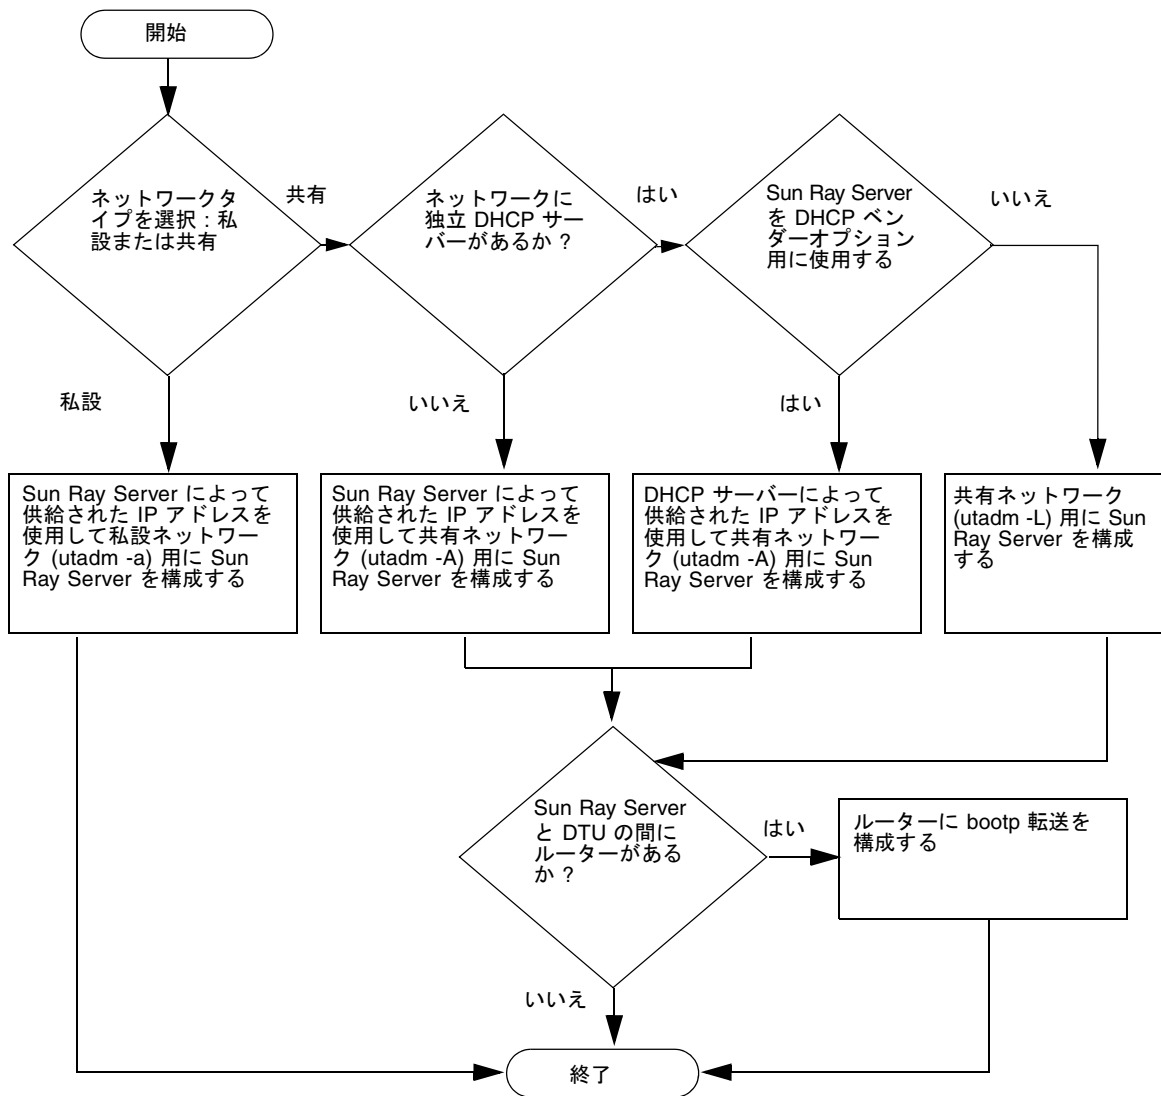 開始
ネットワークタ
イプを選択：私
設または共有
共有
ネットワークに
独立 DHCP サー
バーがあるか ?
はい
Sun Ray Server
を DHCP ベン
ダーオプション
用に使用する
いいえ
私設
いいえ
はい
Sun Ray Server によって
供給された IP アドレスを
使用して私設ネットワー
ク (utadm -a) 用に Sun
Ray Server を構成する
Sun Ray Server によって
供給された IP アドレスを
使用して共有ネットワー
ク (utadm -A) 用に Sun
Ray Server を構成する
DHCP サーバーによって
供給された IP アドレスを
使用して共有ネットワー
ク (utadm -A) 用に Sun
Ray Server を構成する
共有ネットワーク
(utadm -L) 用に Sun
Ray Server を構成
する
Sun Ray Server
と DTU の間に
ルーターがある
か ?
はい
ルーターに bootp 転送を
構成する
いいえ
終了